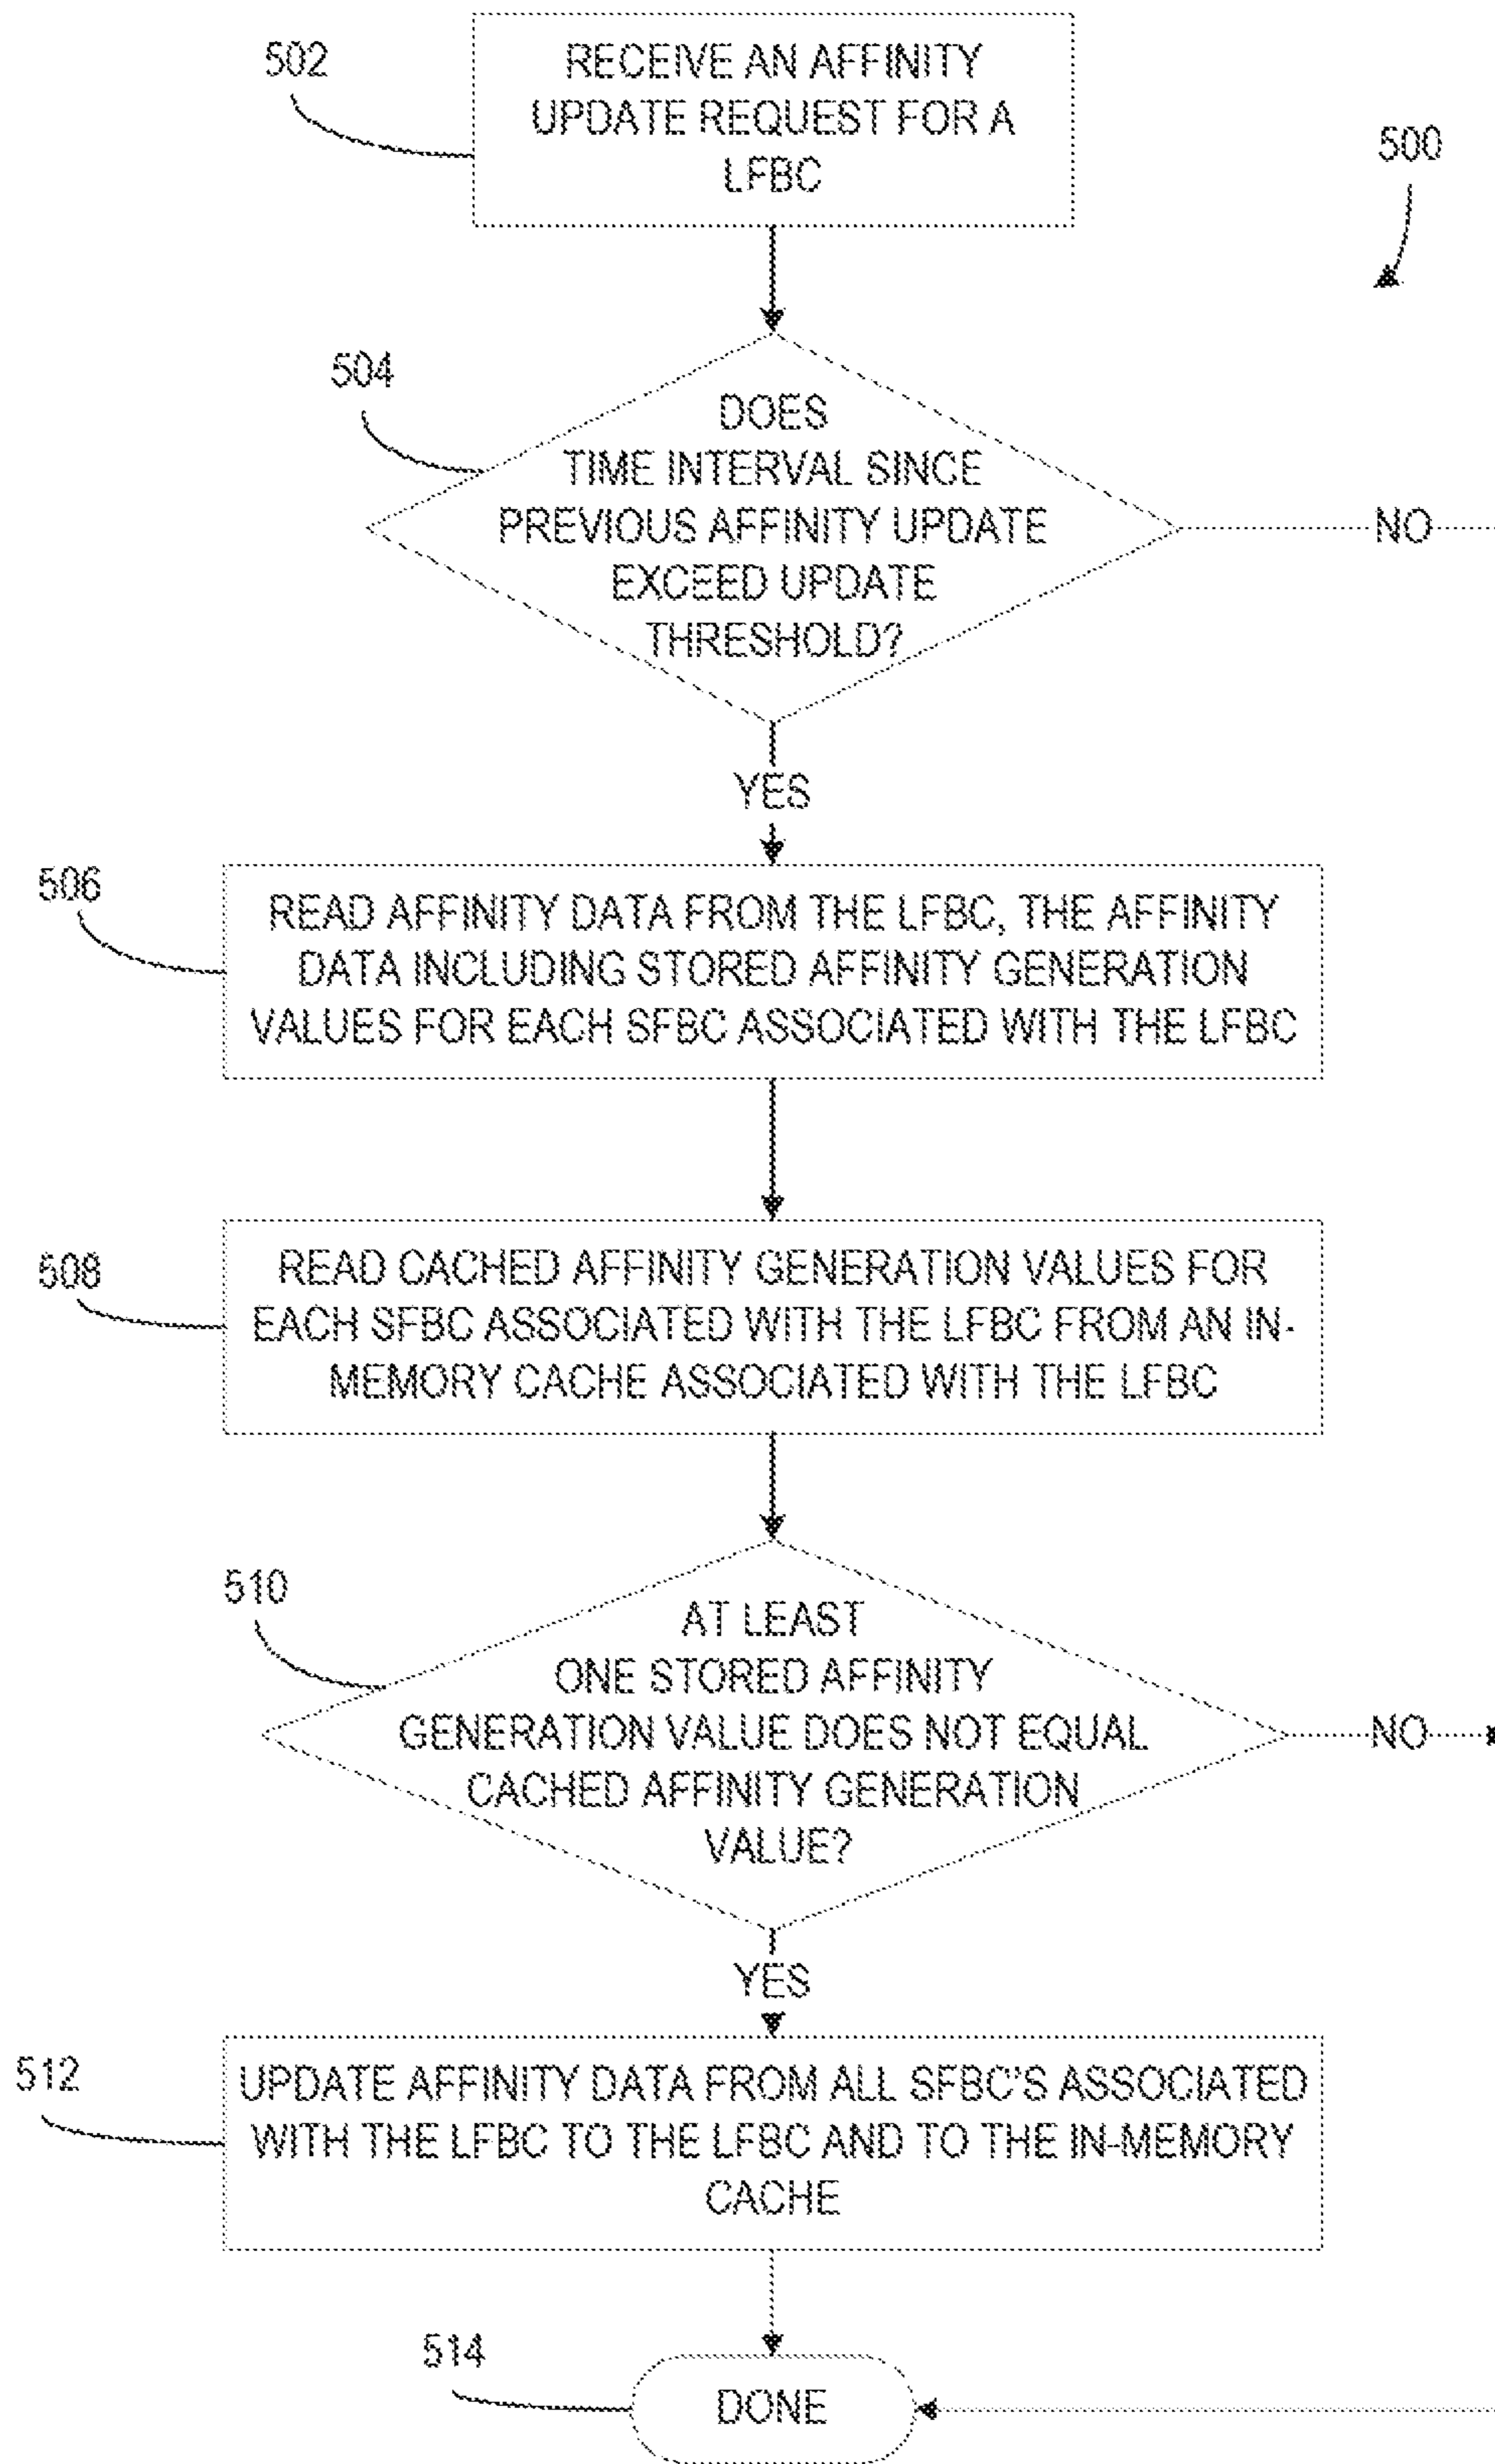 502
RECEIVE AN AFFINITY
UPDATE REQUEST FOR A
LFBC
500
504
DOES
TIME INTERVAL SINCE
PREVIOUS AFFINITY UPDATE
EXCEED UPDATE
THRESHOLD?
NO
YES
506
READ AFFINITY DATA FROM THE LFBC, THE AFFINITY
DATA INCLUDING STORED AFFINITY GENERATION
VALUES FOR EACH SFBC ASSOCIATED WITH THE LFBC
508
READ CACHED AFFINITY GENERATION VALUES FOR
EACH SFBC ASSOCIATED WITH THE LFBC FROM AN IN-
MEMORY CACHE ASSOCIATED WITH THE LFBC
510
AT LEAST
ONE STORED AFFINITY
GENERATION VALUE DOES NOT EQUAL
CACHED AFFINITY GENERATION
VALUE?
NO
YES
512
UPDATE AFFINITY DATA FROM ALL SFBC'S ASSOCIATED
WITH THE LFBC TO THE LFBC AND TO THE IN-MEMORY
CACHE
514
DONE